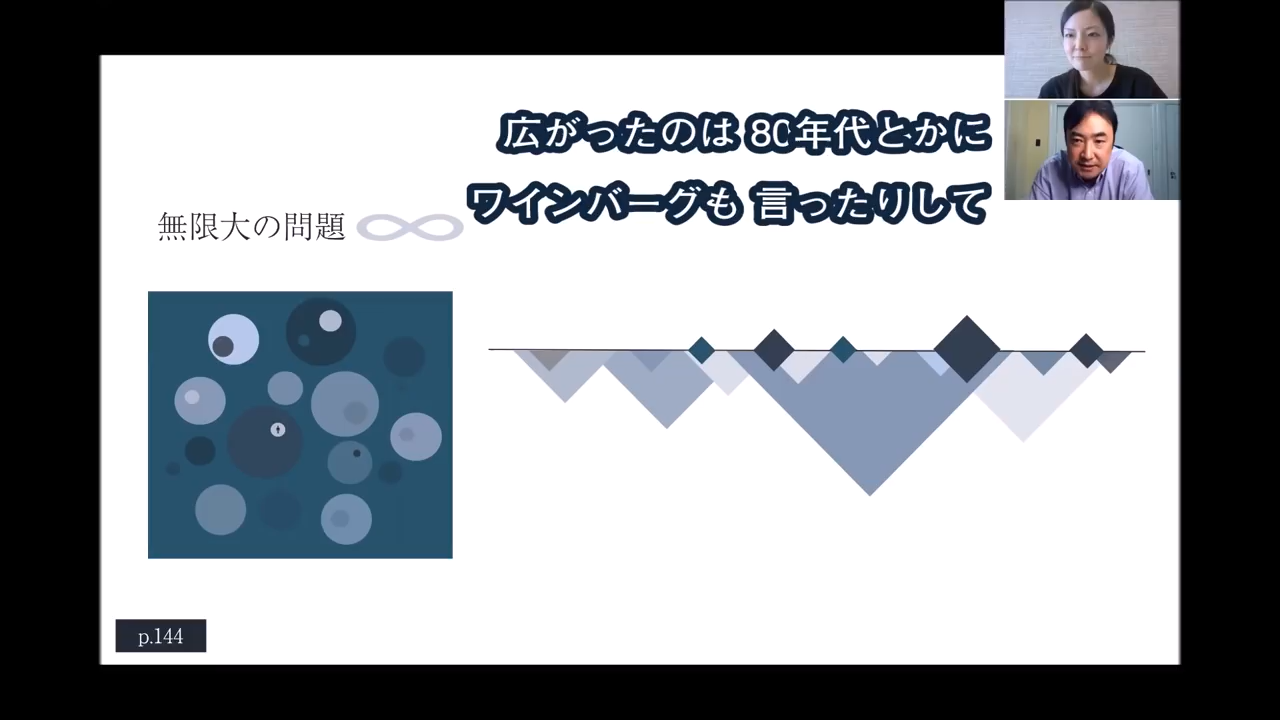 広がったのは 80年代とかに
ワインバーグも 言ったりして
無限大の問題 ∞
p.144